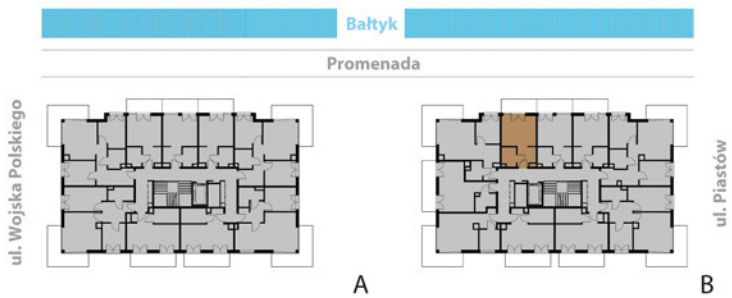 Bałtyk
Promenada
ul. Wojska Polskiego
ul. Piastów
A
B